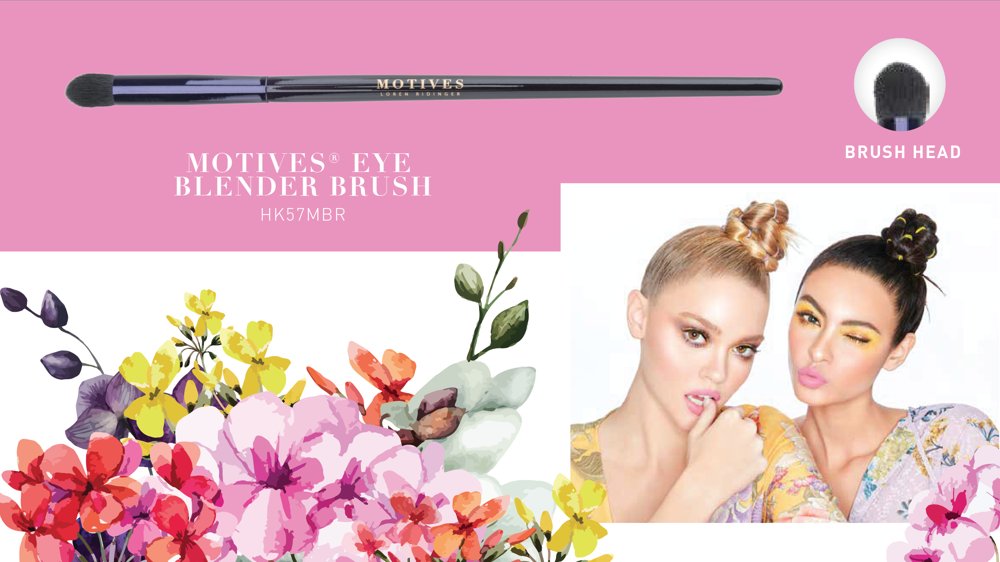 MOTIVES
LOREN RIDINGER
BRUSH HEAD
MOTIVES® EYE
BLENDER BRUSH
HK57MBR